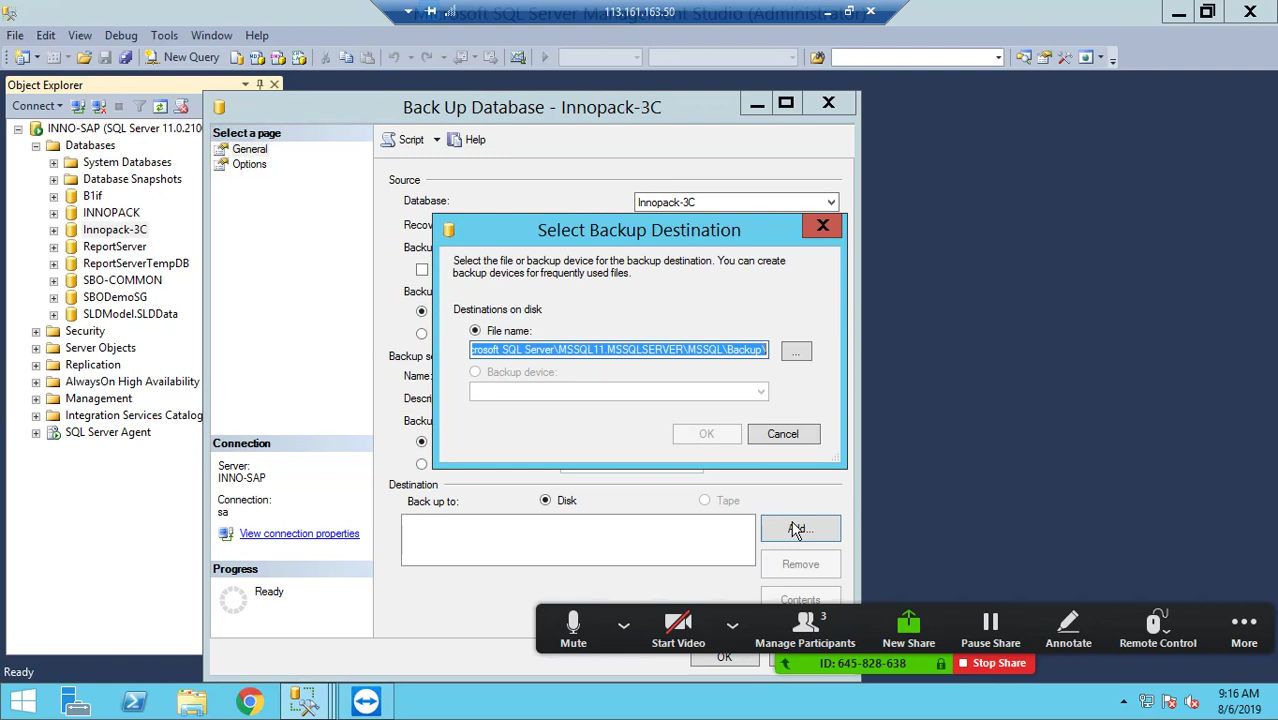 Microsoft SQL Server Management Studio (Administrator)
113.161.163.50
File Edit View Debug Tools Window Help
New Query
Object Explorer
Connect
INNO-SAP (SQL Server 11.0.2100
Databases
System Databases
Database Snapshots
B1if
INNOPACK
Innopack-3C
ReportServer
ReportServerTempDB
SBO-COMMON
SBODemoSG
SLDModel.SLDData
Security
Server Objects
Replication
AlwaysOn High Availability
Management
Integration Services Catalog
SQL Server Agent
Back Up Database - Innopack-3C
Select a page
General
Options
Script Help
Source
Database: Innopack-3C
Recov
Backu
Backu
Backup se
Name:
Descri
Backu
Select Backup Destination
Select the file or backup device for the backup destination. You can create
backup devices for frequently used files.
Destinations on disk
File name:
crosoft SQL Server\MSSQL11.MSSQLSERVER\MSSQL\Backup\
...
Backup device:
OK Cancel
Destination
Back up to: Disk Tape
Add...
Remove
Contents
OK
Connection
Server:
INNO-SAP
Connection:
sa
View connection properties
Progress
Ready
Mute
Start Video
3
Manage Participants
New Share
Pause Share
Annotate
Remote Control
More
ID: 645-828-638
Stop Share
Ready
9:16 AM
8/6/2019